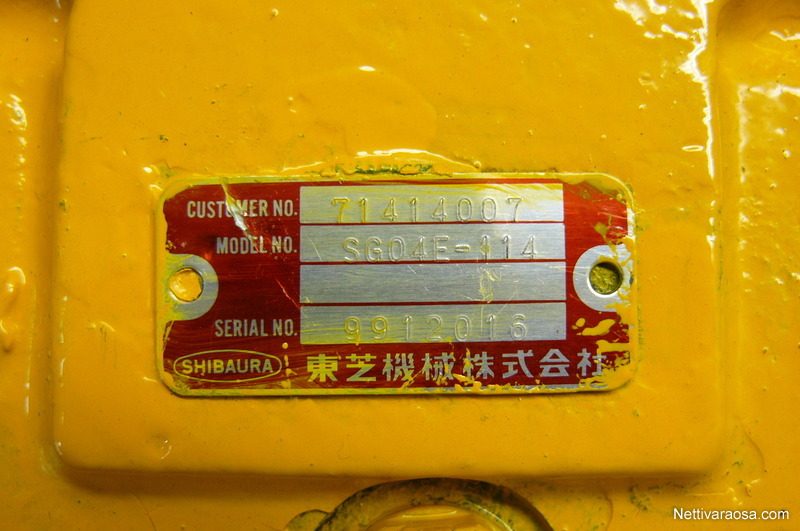 CUSTOMER NO. 71414007
MODEL NO. SG04E-114
SERIAL NO. 9912016
SHIBAURA 東芝機械株式会社
Nettivaraosa.com